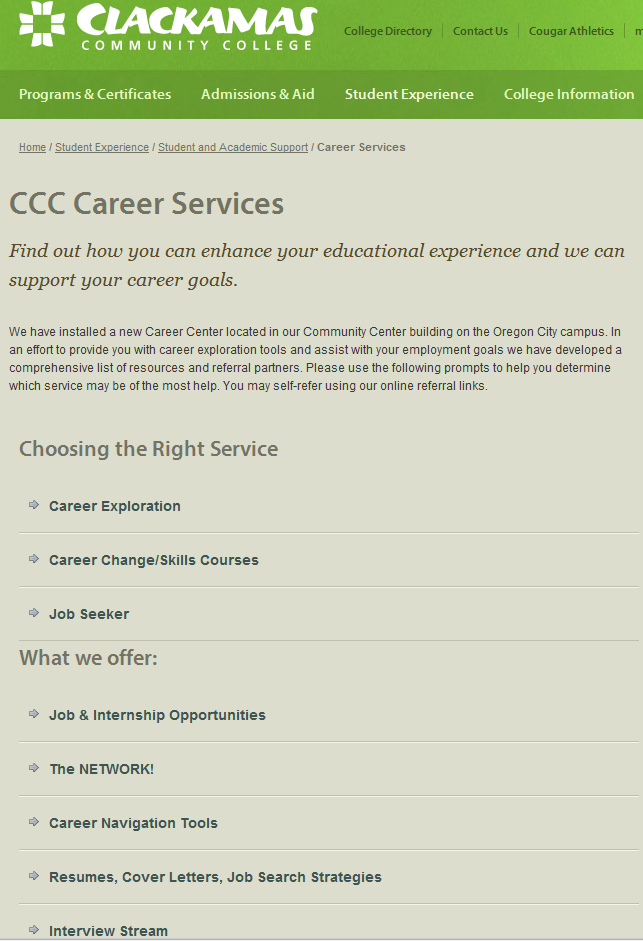 CLACKAMAS
COMMUNITY COLLEGE
College Directory Contact Us Cougar Athletics m
Programs & Certificates Admissions & Aid Student Experience College Information
Home / Student Experience / Student and Academic Support / Career Services
CCC Career Services
Find out how you can enhance your educational experience and we can
support your career goals.
We have installed a new Career Center located in our Community Center building on the Oregon City campus. In
an effort to provide you with career exploration tools and assist with your employment goals we have developed a
comprehensive list of resources and referral partners. Please use the following prompts to help you determine
which service may be of the most help. You may self-refer using our online referral links.
Choosing the Right Service
Career Exploration
Career Change/Skills Courses
Job Seeker
What we offer:
Job & Internship Opportunities
The NETWORK!
Career Navigation Tools
Resumes, Cover Letters, Job Search Strategies
Interview Stream